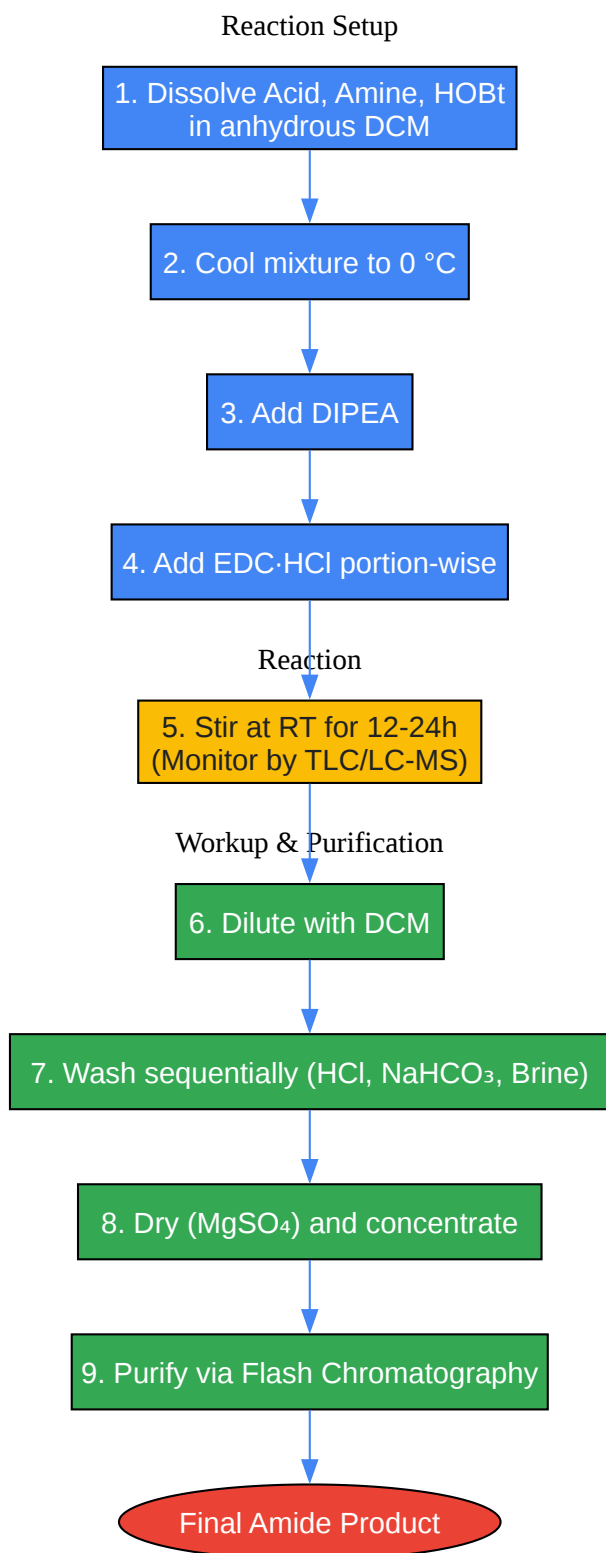 Reaction Setup
1. Dissolve Acid, Amine, HOBt
in anhydrous DCM
2. Cool mixture to 0 °C
3. Add DIPEA
4. Add EDC·HCl portion-wise
Reaction
5. Stir at RT for 12-24h
(Monitor by TLC/LC-MS)
Workup & Purification
6. Dilute with DCM
7. Wash sequentially (HCl, NaHCO₃, Brine)
8. Dry (MgSO₄) and concentrate
9. Purify via Flash Chromatography
Final Amide Product